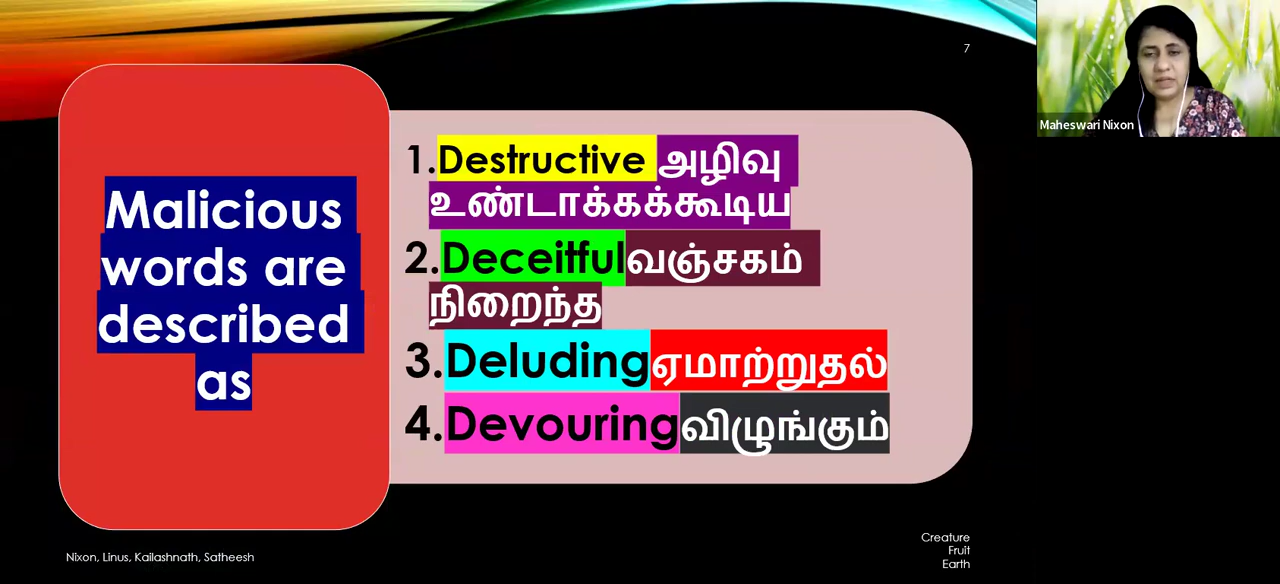 7
Maheswari Nixon
Malicious
words are
described
as
1.Destructive அழிவு
உண்டாக்கக்கூடிய
2.Deceitfulவஞ்சகம்
நிறைந்த
3.Deludingஏமாற்றுதல்
4.Devouringவிழுங்கும்
Nixon, Linus, Kailashnath, Satheesh
Creature
Fruit
Earth